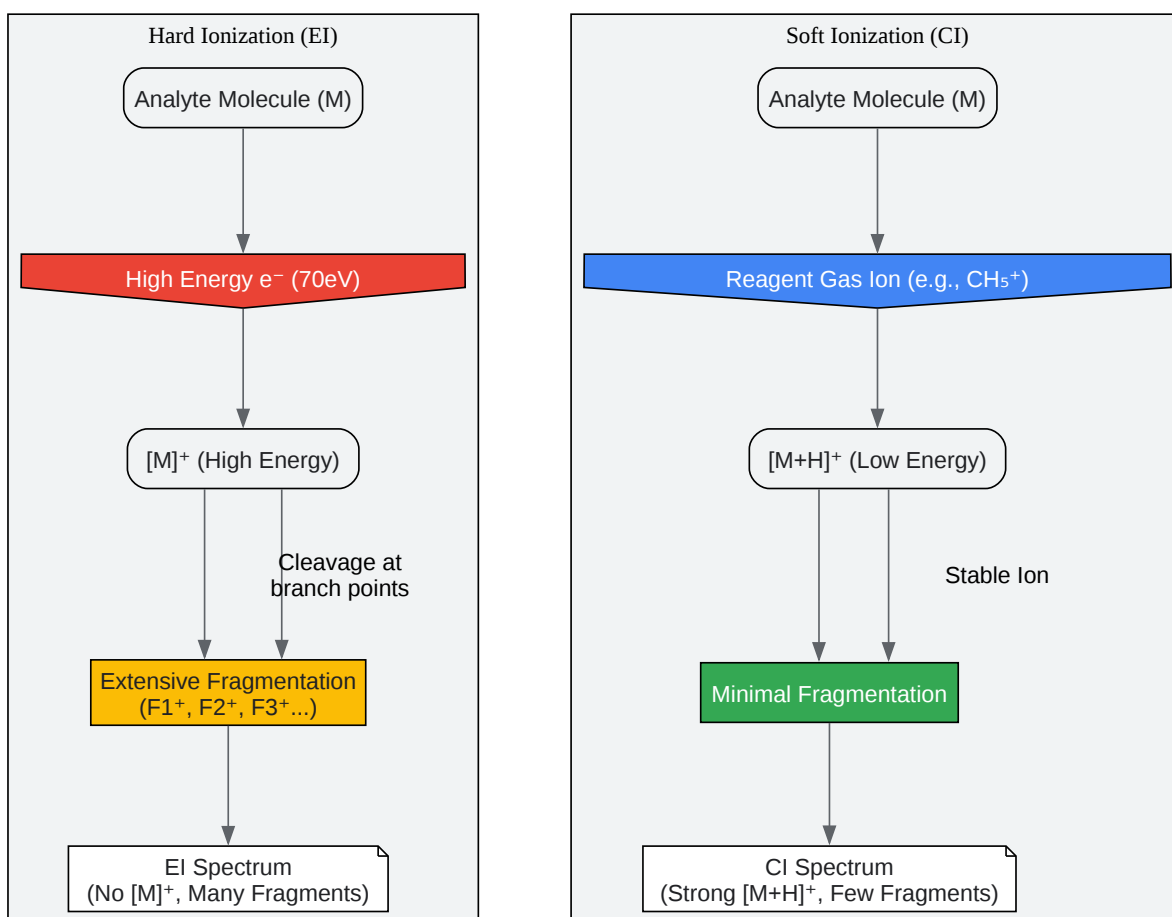 Hard Ionization (EI)
Analyte Molecule (M)
High Energy e⁻ (70eV)
[M]⁺ (High Energy)
Cleavage at
branch points
Extensive Fragmentation
(F1⁺, F2⁺, F3⁺...)
EI Spectrum
(No [M]⁺, Many Fragments)
Soft Ionization (CI)
Analyte Molecule (M)
Reagent Gas Ion (e.g., CH₅⁺)
[M+H]⁺ (Low Energy)
Stable Ion
Minimal Fragmentation
CI Spectrum
(Strong [M+H]⁺, Few Fragments)